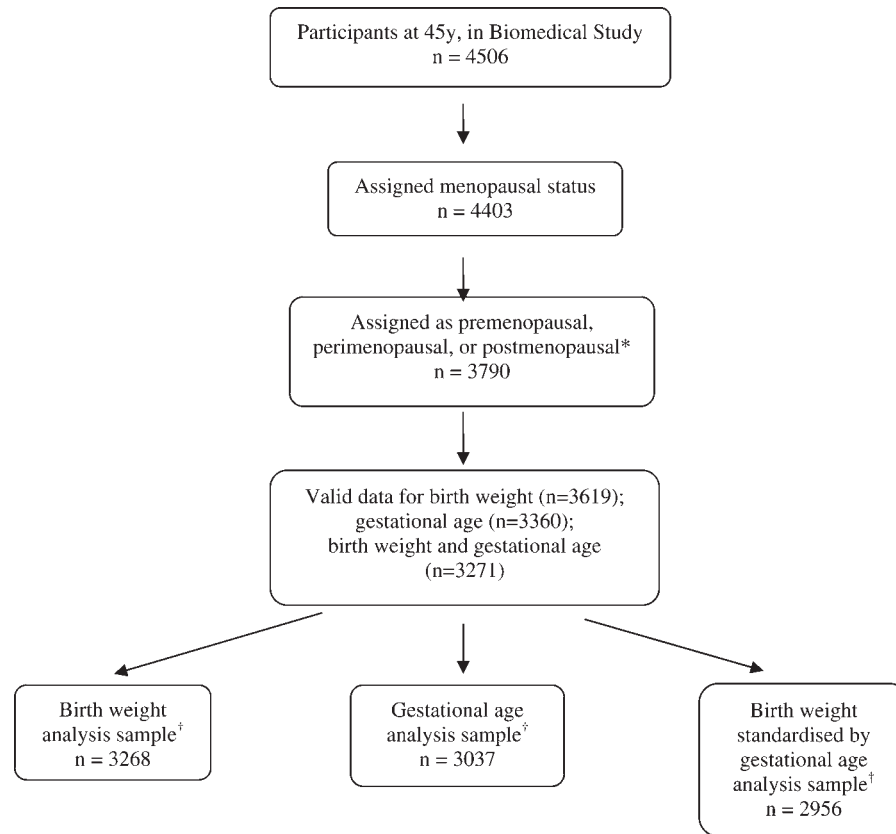 Participants at 45y, in Biomedical Study
n = 4506
Assigned menopausal status
n = 4403
Assigned as premenopausal,
perimenopausal, or postmenopausal*
n = 3790
Valid data for birth weight (n=3619);
gestational age (n=3360);
birth weight and gestational age
(n=3271)
Birth weight
analysis sample†
n = 3268
Gestational age
analysis sample†
n = 3037
Birth weight
standardised by
gestational age
analysis sample†
n = 2956